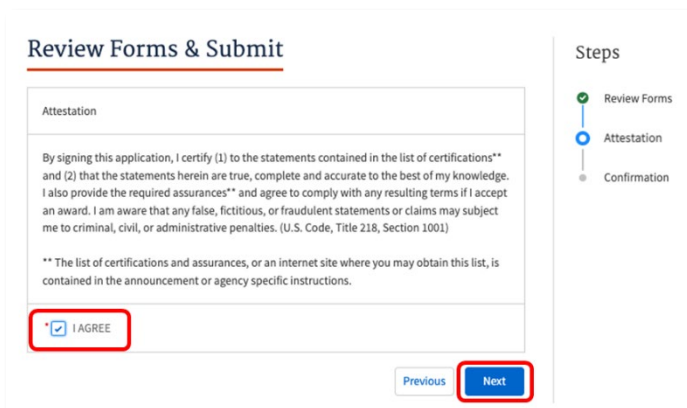 Review Forms & Submit
Attestation
By signing this application, I certify (1) to the statements contained in the list of certifications**
and (2) that the statements herein are true, complete and accurate to the best of my knowledge.
I also provide the required assurances** and agree to comply with any resulting terms if I accept
an award. I am aware that any false, fictitious, or fraudulent statements or claims may subject
me to criminal, civil, or administrative penalties. (U.S. Code, Title 218, Section 1001)
** The list of certifications and assurances, or an internet site where you may obtain this list, is
contained in the announcement or agency specific instructions.
* I AGREE
Previous
Next
Steps
Review Forms
Attestation
Confirmation